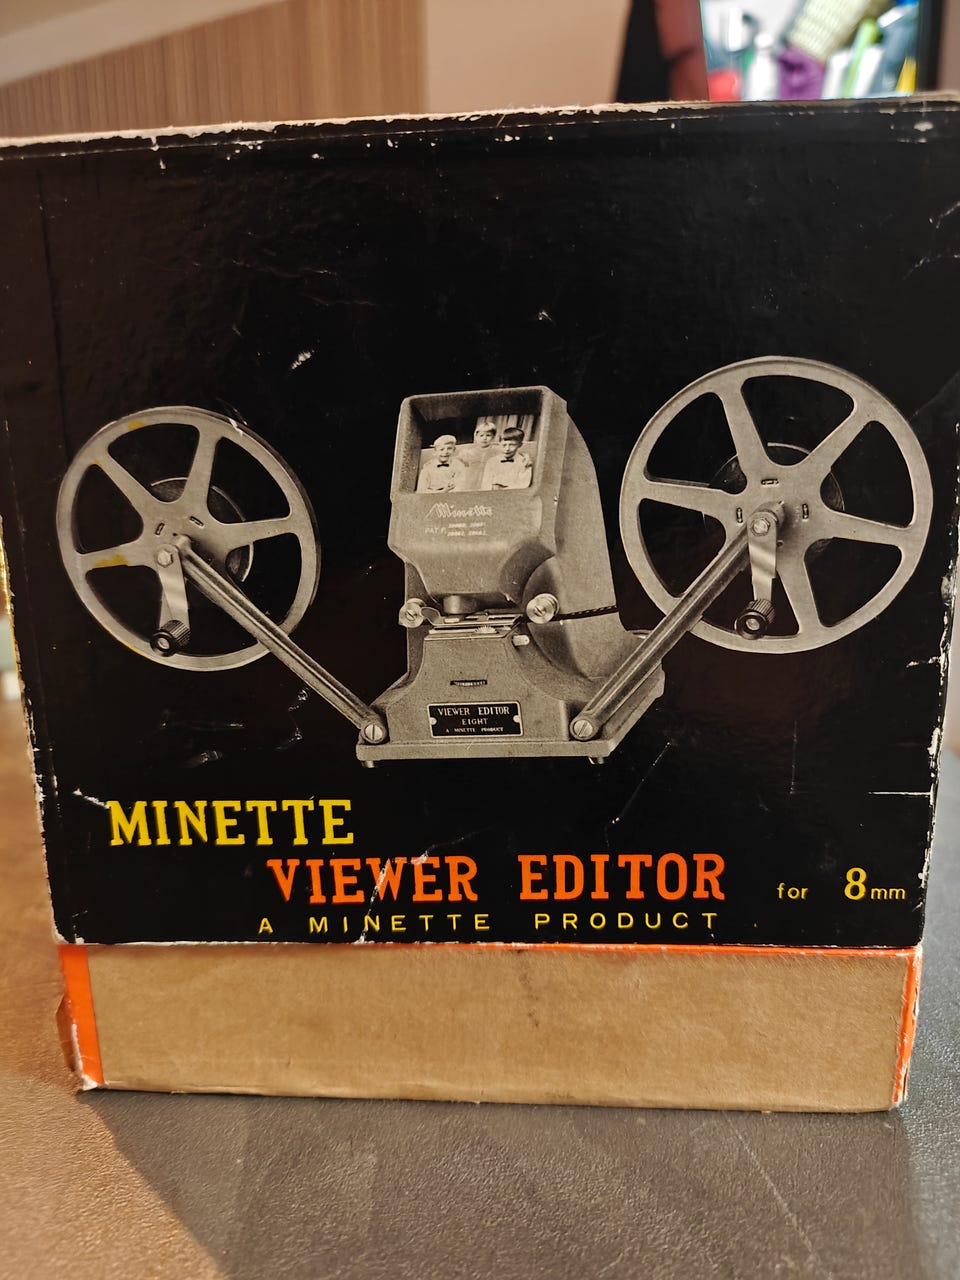 Minette
VIEWER EDITOR
EIGHT
A MINETTE PRODUCT
MINETTE
VIEWER EDITOR
for 8mm
A MINETTE PRODUCT